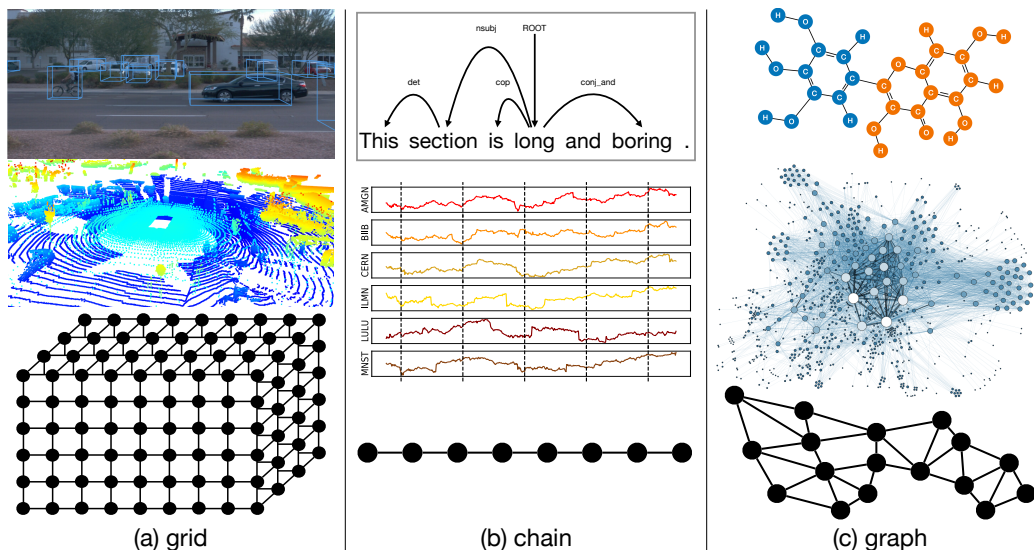 nsubj ROOT
det cop conj_and
This section is long and boring .
AMGN
BIIB
CERN
ILMN
LULU
MNST
H
O H H O H
H C C C C
O C C O C C H
H C C C C C
O H C C C O
H O O H
H
(a) grid
(b) chain
(c) graph